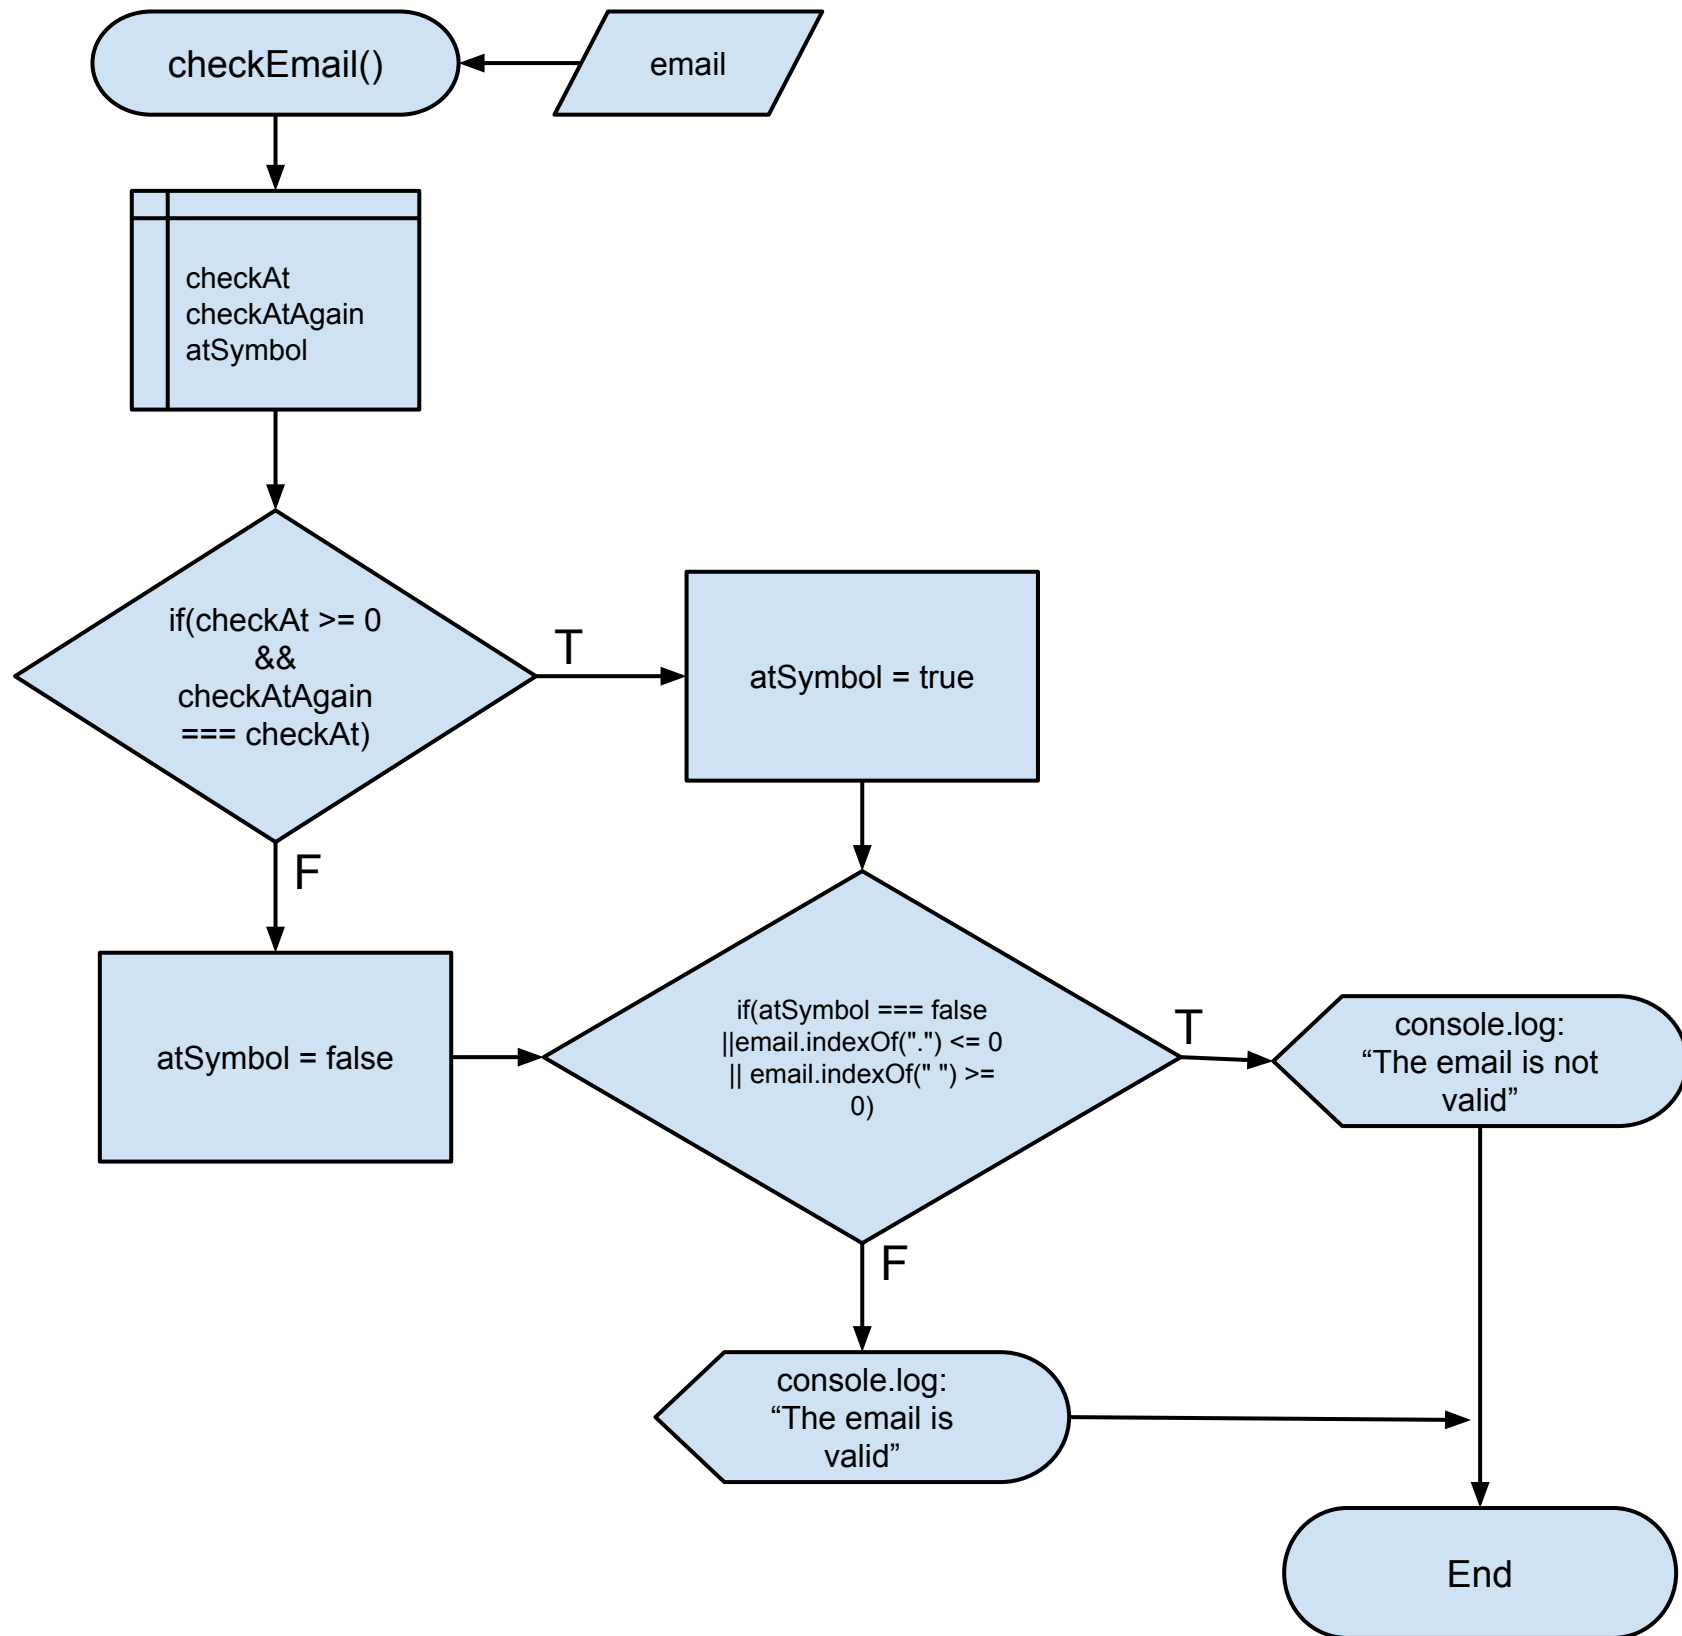 checkEmail()
email
checkAt
checkAtAgain
atSymbol
if(checkAt >= 0
&&
checkAtAgain
=== checkAt)
T
atSymbol = true
F
atSymbol = false
if(atSymbol === false
||email.indexOf(".") <= 0
|| email.indexOf(" ") >=
0)
T
console.log:
“The email is not
valid”
F
console.log:
“The email is
valid”
End